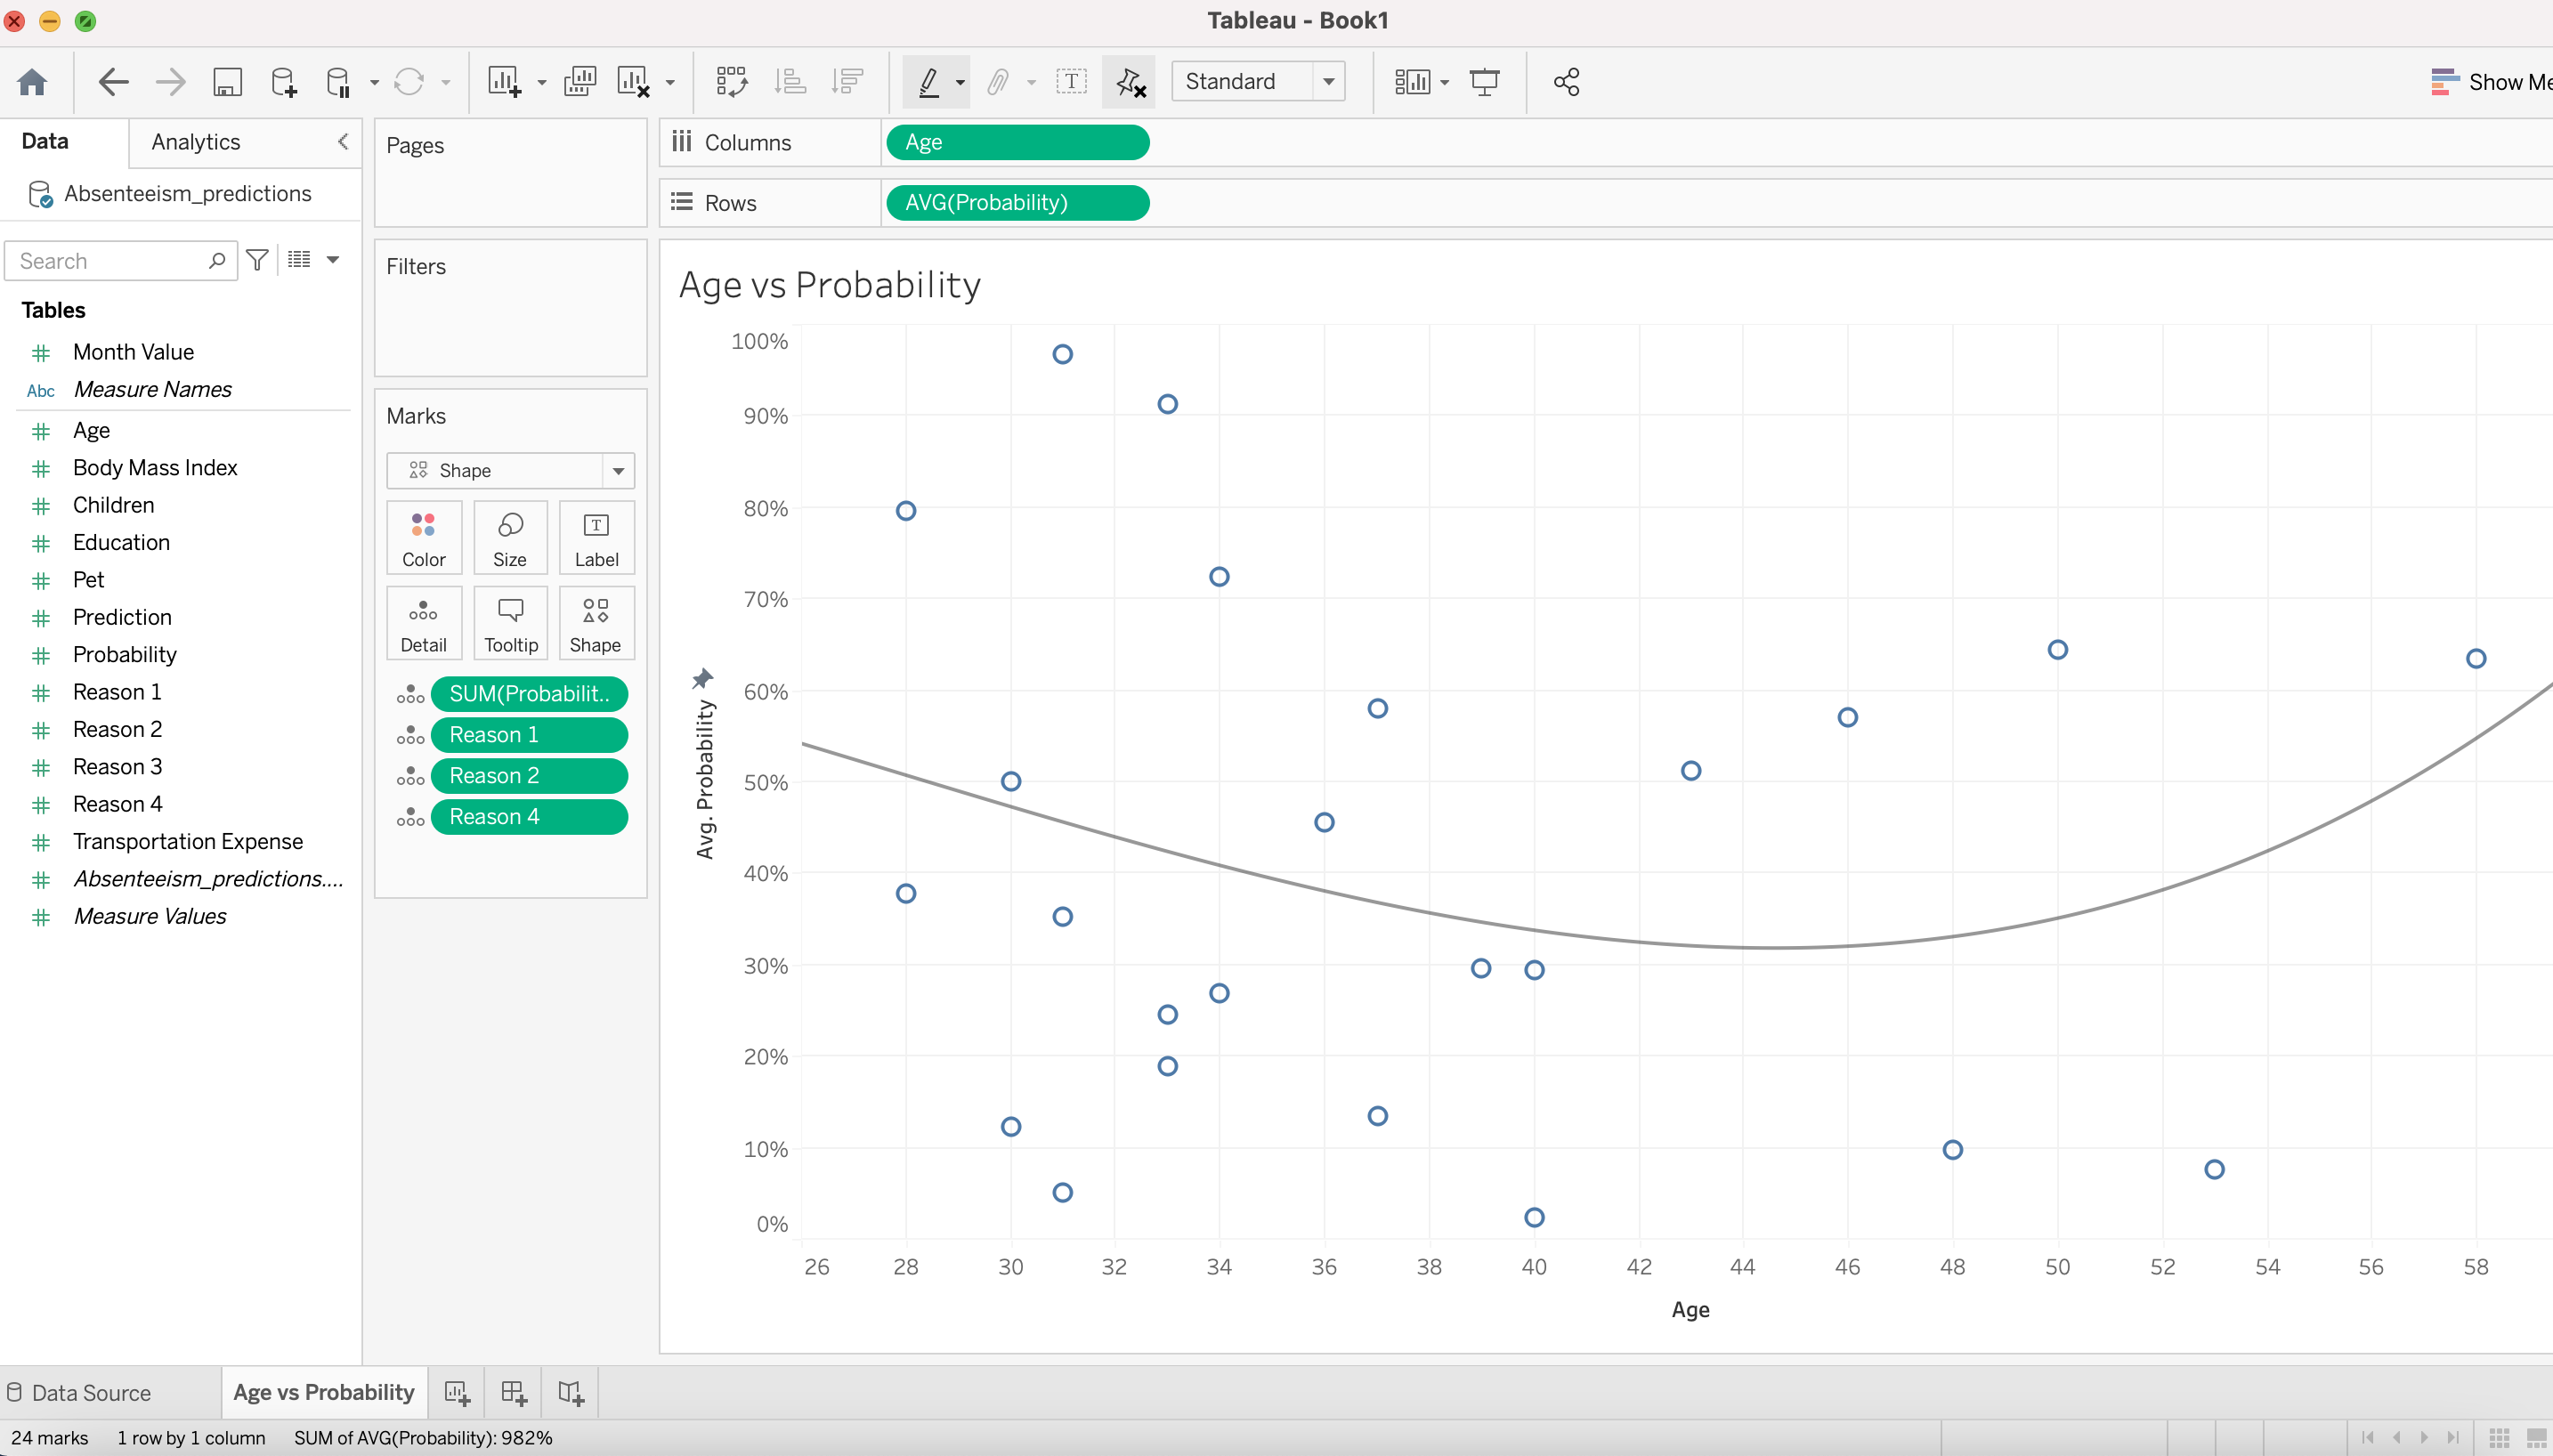 Tableau - Book1
Standard
Show Me
Data
Analytics
Pages
Columns
Age
Absenteeism_predictions
Rows
AVG(Probability)
Search
Filters
Age vs Probability
Tables
Month Value
Abc Measure Names
Age
Body Mass Index
Children
Education
Pet
Prediction
Probability
Reason 1
Reason 2
Reason 3
Reason 4
Transportation Expense
Absenteeism_predictions....
Measure Values
Marks
Shape
Color
Size
Label
Detail
Tooltip
Shape
SUM(Probabilit..
Reason 1
Reason 2
Reason 4
100%
90%
80%
70%
60%
50%
40%
30%
20%
10%
0%
Avg. Probability
26 28 30 32 34 36 38 40 42 44 46 48 50 52 54 56 58
Age
Data Source
Age vs Probability
24 marks
1 row by 1 column
SUM of AVG(Probability): 982%